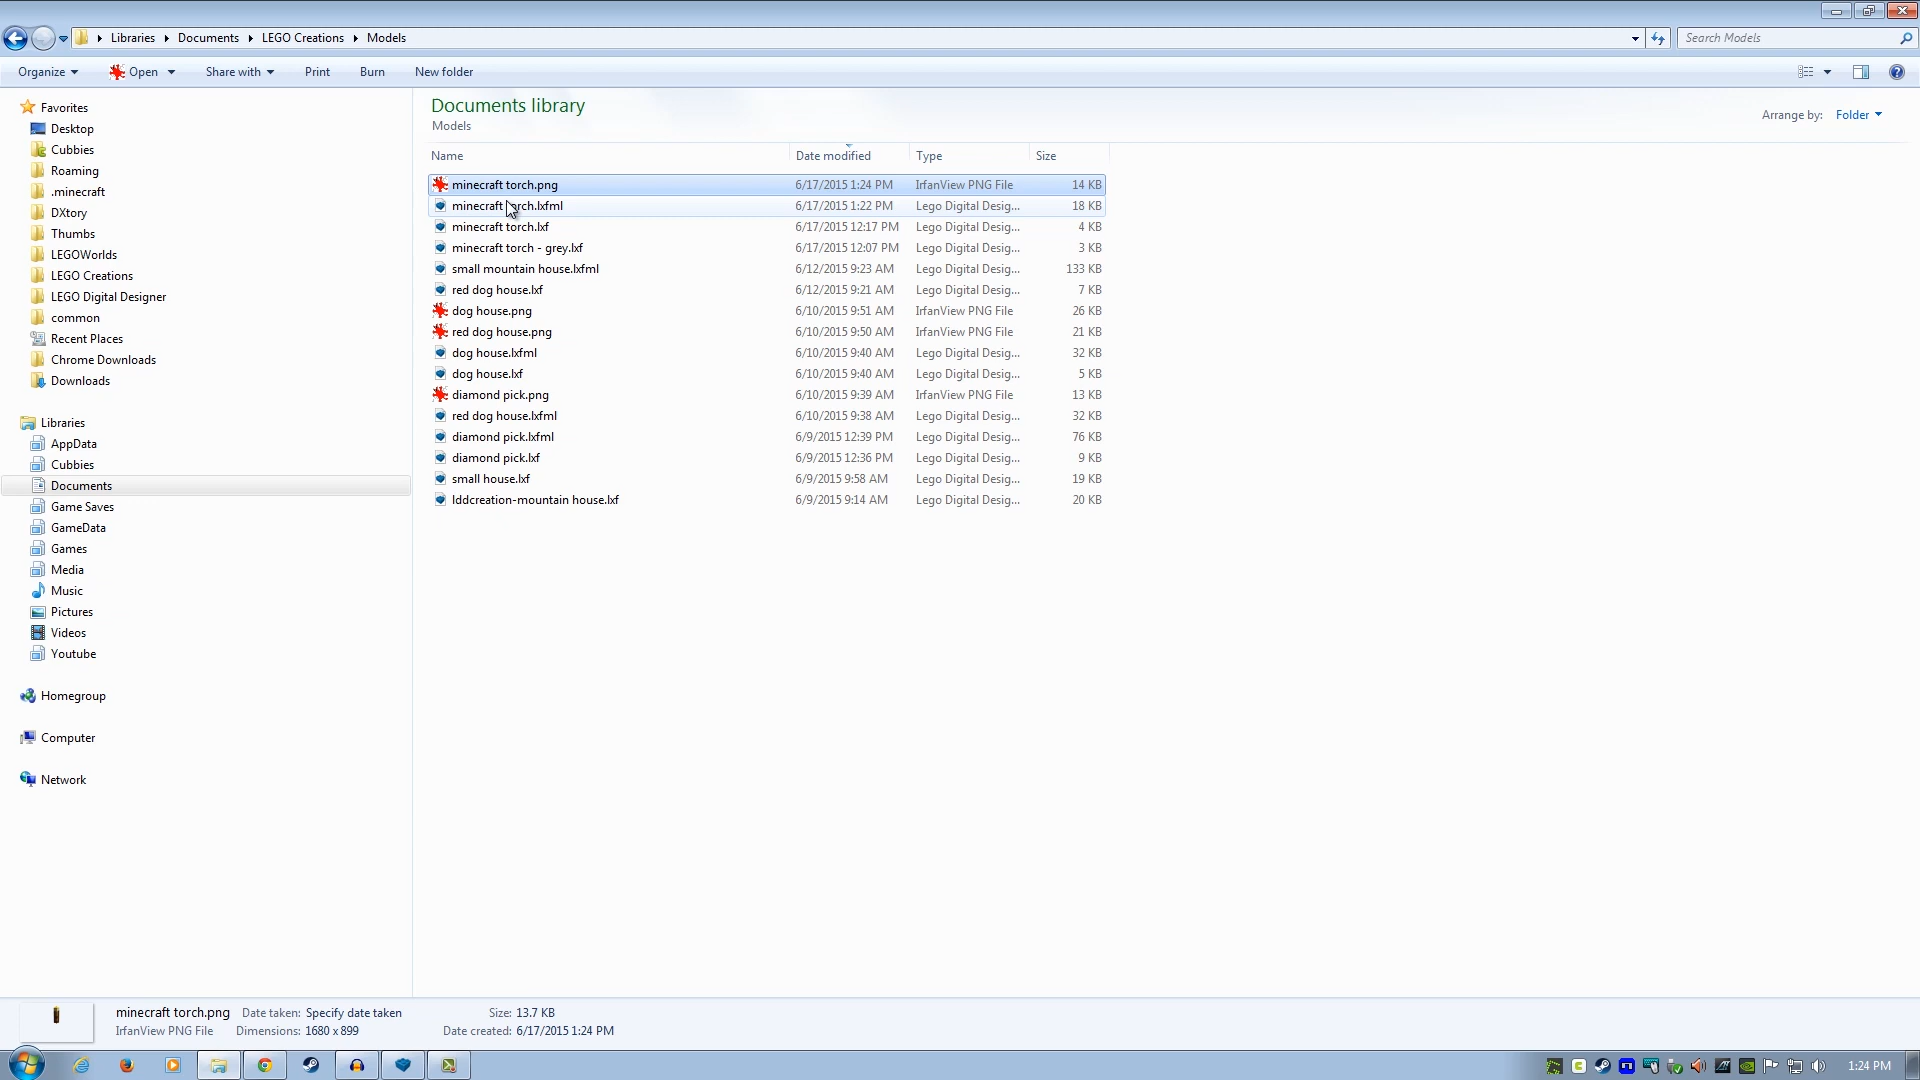 Libraries Documents LEGO Creations Models
Search Models
Organize Open Share with Print Burn New folder
Favorites
Desktop
Cubbies
Roaming
.minecraft
DXtory
Thumbs
LEGOWorlds
LEGO Creations
LEGO Digital Designer
common
Recent Places
Chrome Downloads
Downloads
Libraries
AppData
Cubbies
Documents
Game Saves
GameData
Games
Media
Music
Pictures
Videos
Youtube
Homegroup
Computer
Network
Documents library
Models
Arrange by: Folder
Name Date modified Type Size
minecraft torch.png 6/17/2015 1:24 PM IrfanView PNG File 14 KB
minecraft torch.lxfml 6/17/2015 1:22 PM Lego Digital Desig... 18 KB
minecraft torch.lxf 6/17/2015 12:17 PM Lego Digital Desig... 4 KB
minecraft torch - grey.lxf 6/17/2015 12:07 PM Lego Digital Desig... 3 KB
small mountain house.lxfml 6/12/2015 9:23 AM Lego Digital Desig... 133 KB
red dog house.lxf 6/12/2015 9:21 AM Lego Digital Desig... 7 KB
dog house.png 6/10/2015 9:51 AM IrfanView PNG File 26 KB
red dog house.png 6/10/2015 9:50 AM IrfanView PNG File 21 KB
dog house.lxfml 6/10/2015 9:40 AM Lego Digital Desig... 32 KB
dog house.lxf 6/10/2015 9:40 AM Lego Digital Desig... 5 KB
diamond pick.png 6/10/2015 9:39 AM IrfanView PNG File 13 KB
red dog house.lxfml 6/10/2015 9:38 AM Lego Digital Desig... 32 KB
diamond pick.lxfml 6/9/2015 12:39 PM Lego Digital Desig... 76 KB
diamond pick.lxf 6/9/2015 12:36 PM Lego Digital Desig... 9 KB
small house.lxf 6/9/2015 9:58 AM Lego Digital Desig... 19 KB
lddcreation-mountain house.lxf 6/9/2015 9:14 AM Lego Digital Desig... 20 KB
minecraft torch.png Date taken: Specify date taken Size: 13.7 KB
IrfanView PNG File Dimensions: 1680 x 899 Date created: 6/17/2015 1:24 PM
1:24 PM